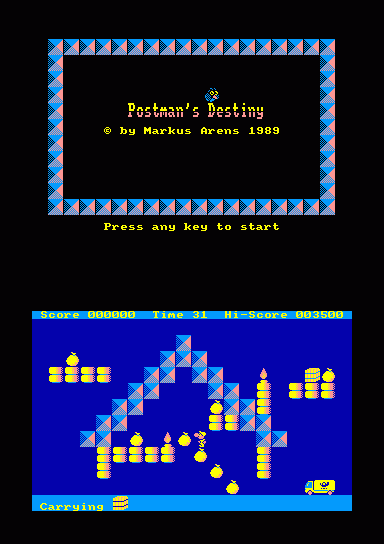 Postman's Destiny
© by Markus Arens 1989
Press any key to start
Score 000000 Time 31 Hi-Score 003500
Carrying